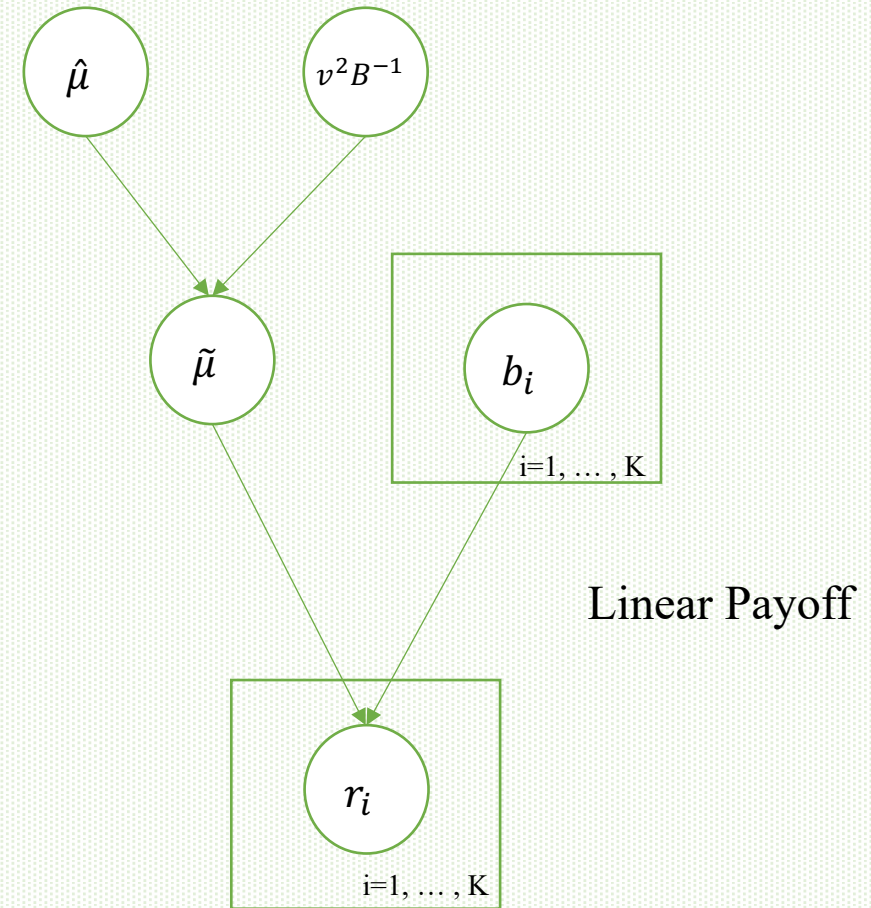 μ̂
v²B⁻¹
μ̃
bᵢ
i=1, … , K
Linear Payoff
rᵢ
i=1, … , K